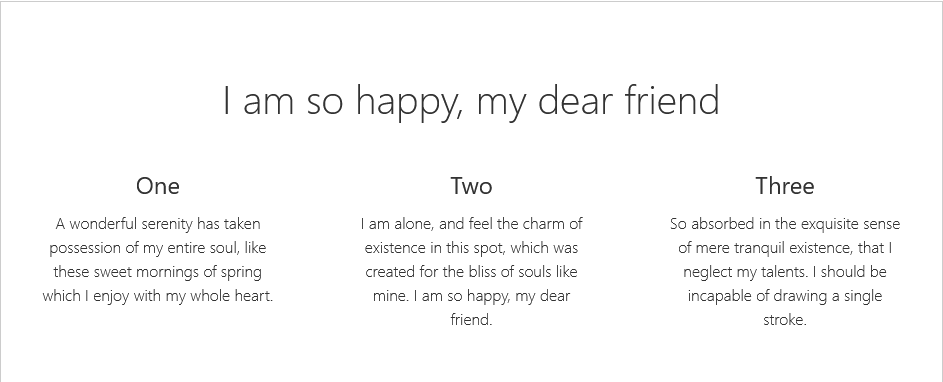 I am so happy, my dear friend
One
A wonderful serenity has taken
possession of my entire soul, like
these sweet mornings of spring
which I enjoy with my whole heart.
Two
I am alone, and feel the charm of
existence in this spot, which was
created for the bliss of souls like
mine. I am so happy, my dear
friend.
Three
So absorbed in the exquisite sense
of mere tranquil existence, that I
neglect my talents. I should be
incapable of drawing a single
stroke.